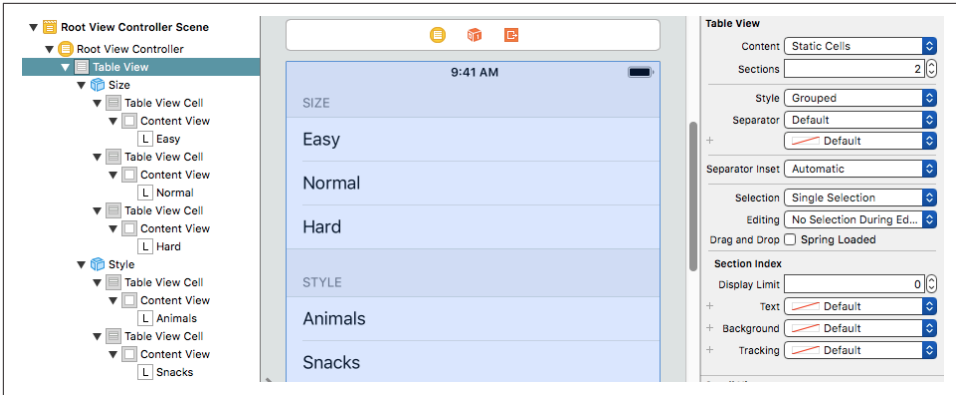 Root View Controller Scene
Root View Controller
Table View
Size
Table View Cell
Content View
L Easy
Table View Cell
Content View
L Normal
Table View Cell
Content View
L Hard
Style
Table View Cell
Content View
L Animals
Table View Cell
Content View
L Snacks
9:41 AM
SIZE
Easy
Normal
Hard
STYLE
Animals
Snacks
Table View
Content Static Cells
Sections 2
Style Grouped
Separator Default
+ Default
Separator Inset Automatic
Selection Single Selection
Editing No Selection During Ed...
Drag and Drop Spring Loaded
Section Index
Display Limit 0
+ Text Default
+ Background Default
+ Tracking Default